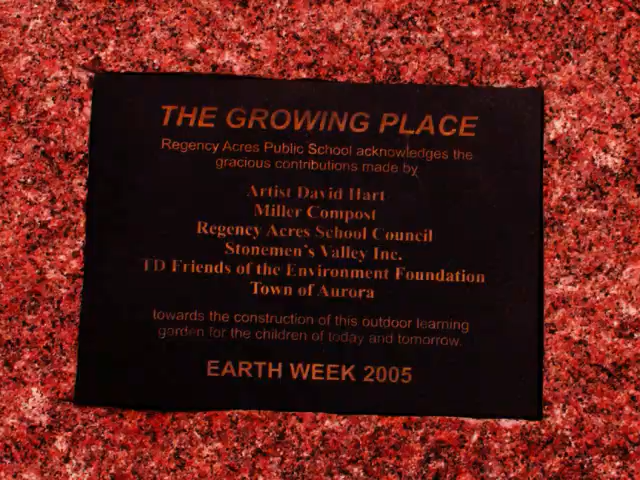 THE GROWING PLACE
Regency Acres Public School acknowledges the
gracious contributions made by
Artist David Hart
Miller Compost
Regency Acres School Council
Stonemen's Valley Inc.
TD Friends of the Environment Foundation
Town of Aurora
towards the construction of this outdoor learning
garden for the children of today and tomorrow.
EARTH WEEK 2005